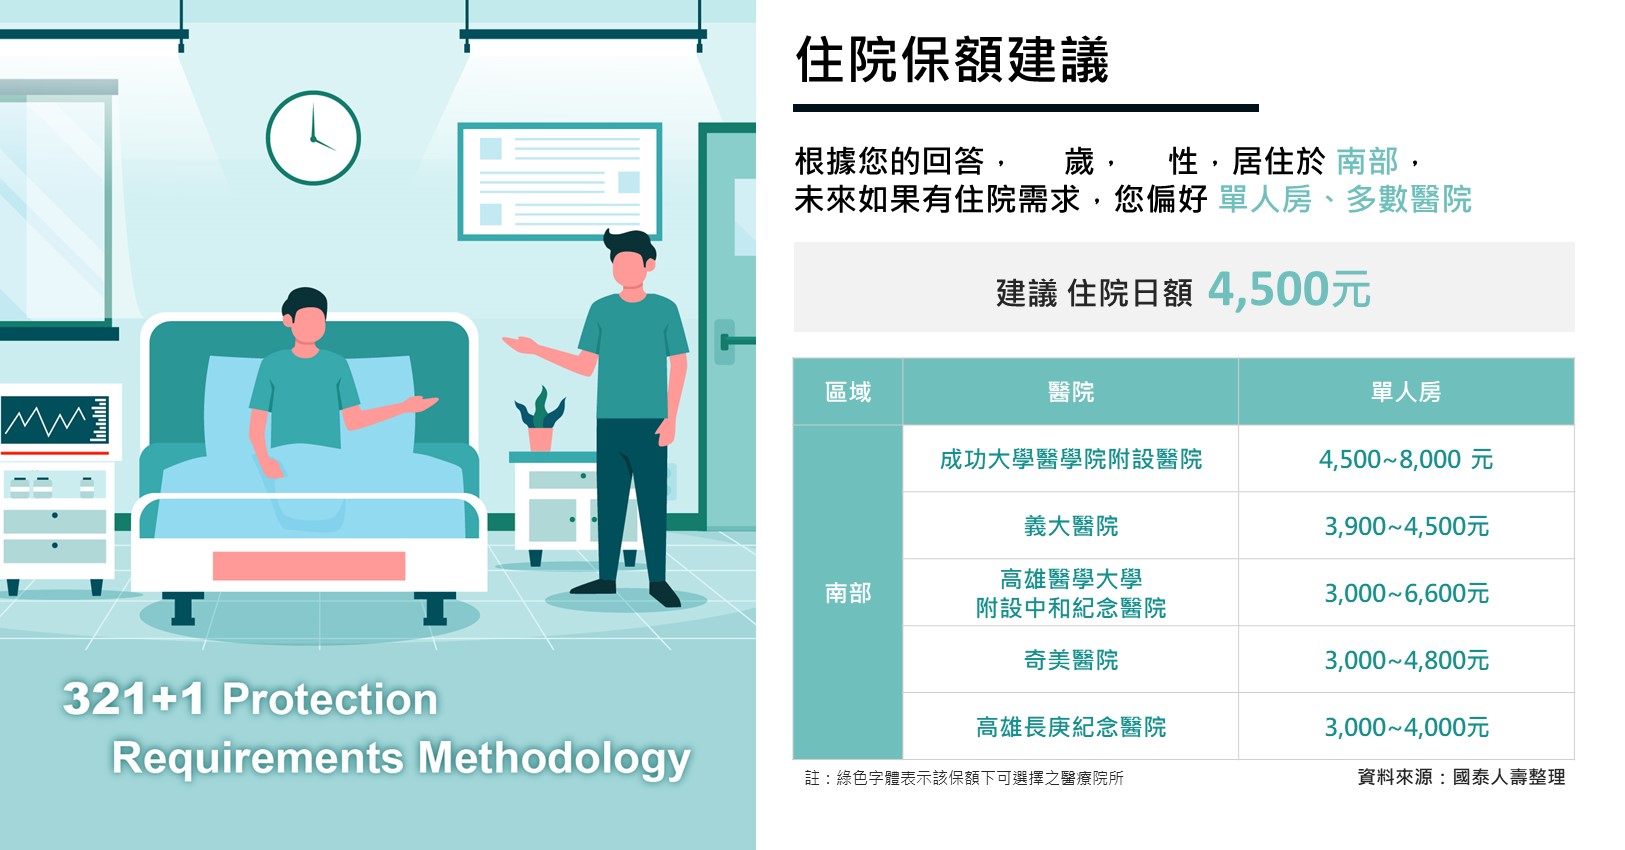 321+1 Protection
Requirements Methodology
住院保額建議
根據您的回答，　歲，　性，居住於 南部，
未來如果有住院需求，您偏好 單人房、多數醫院
建議 住院日額 4,500元
區域 醫院 單人房
南部
成功大學醫學院附設醫院 4,500~8,000 元
義大醫院 3,900~4,500元
高雄醫學大學
附設中和紀念醫院 3,000~6,600元
奇美醫院 3,000~4,800元
高雄長庚紀念醫院 3,000~4,000元
註：綠色字體表示該保額下可選擇之醫療院所
資料來源：國泰人壽整理